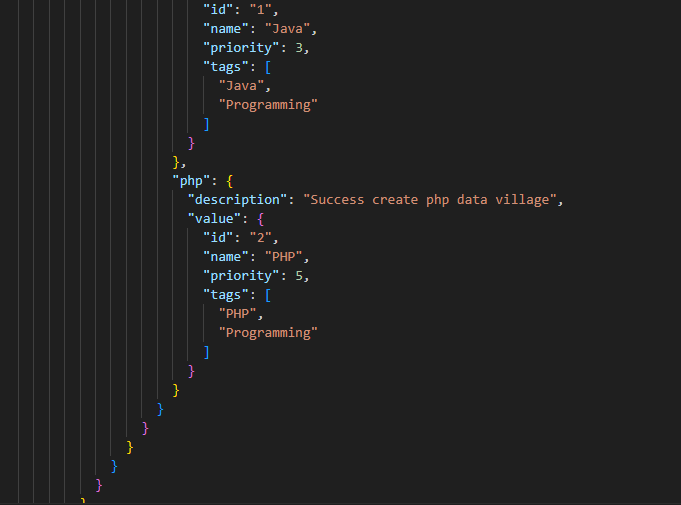 "id": "1",
"name": "Java",
"priority": 3,
"tags": [
"Java",
"Programming"
]
}
},
"php": {
"description": "Success create php data village",
"value": {
"id": "2",
"name": "PHP",
"priority": 5,
"tags": [
"PHP",
"Programming"
]
}
}
}
}
}
}
}
}